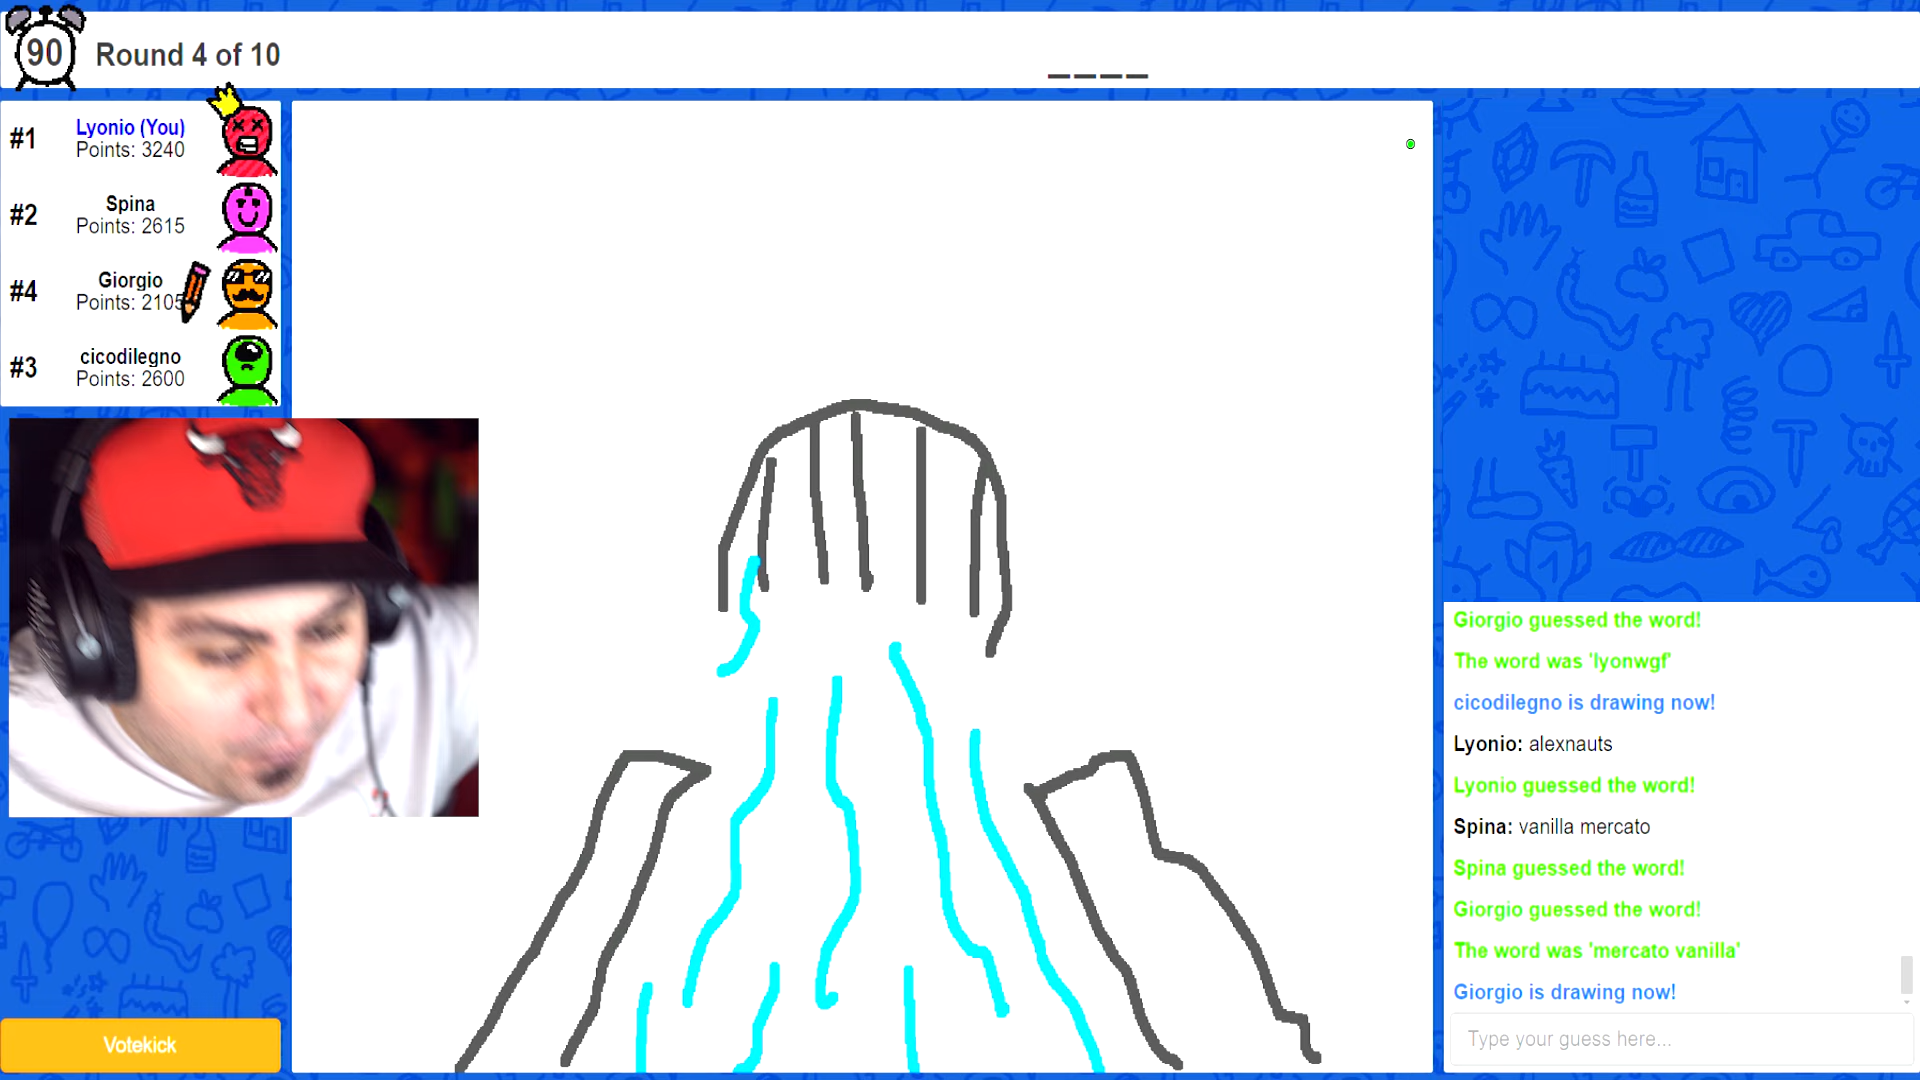 90
Round 4 of 10
____
#1 Lyonio (You)
Points: 3240
#2 Spina
Points: 2615
#4 Giorgio
Points: 2105
#3 cicodilegno
Points: 2600
Votekick
Giorgio guessed the word!
The word was 'lyonwgf'
cicodilegno is drawing now!
Lyonio: alexnauts
Lyonio guessed the word!
Spina: vanilla mercato
Spina guessed the word!
Giorgio guessed the word!
The word was 'mercato vanilla'
Giorgio is drawing now!
Type your guess here...